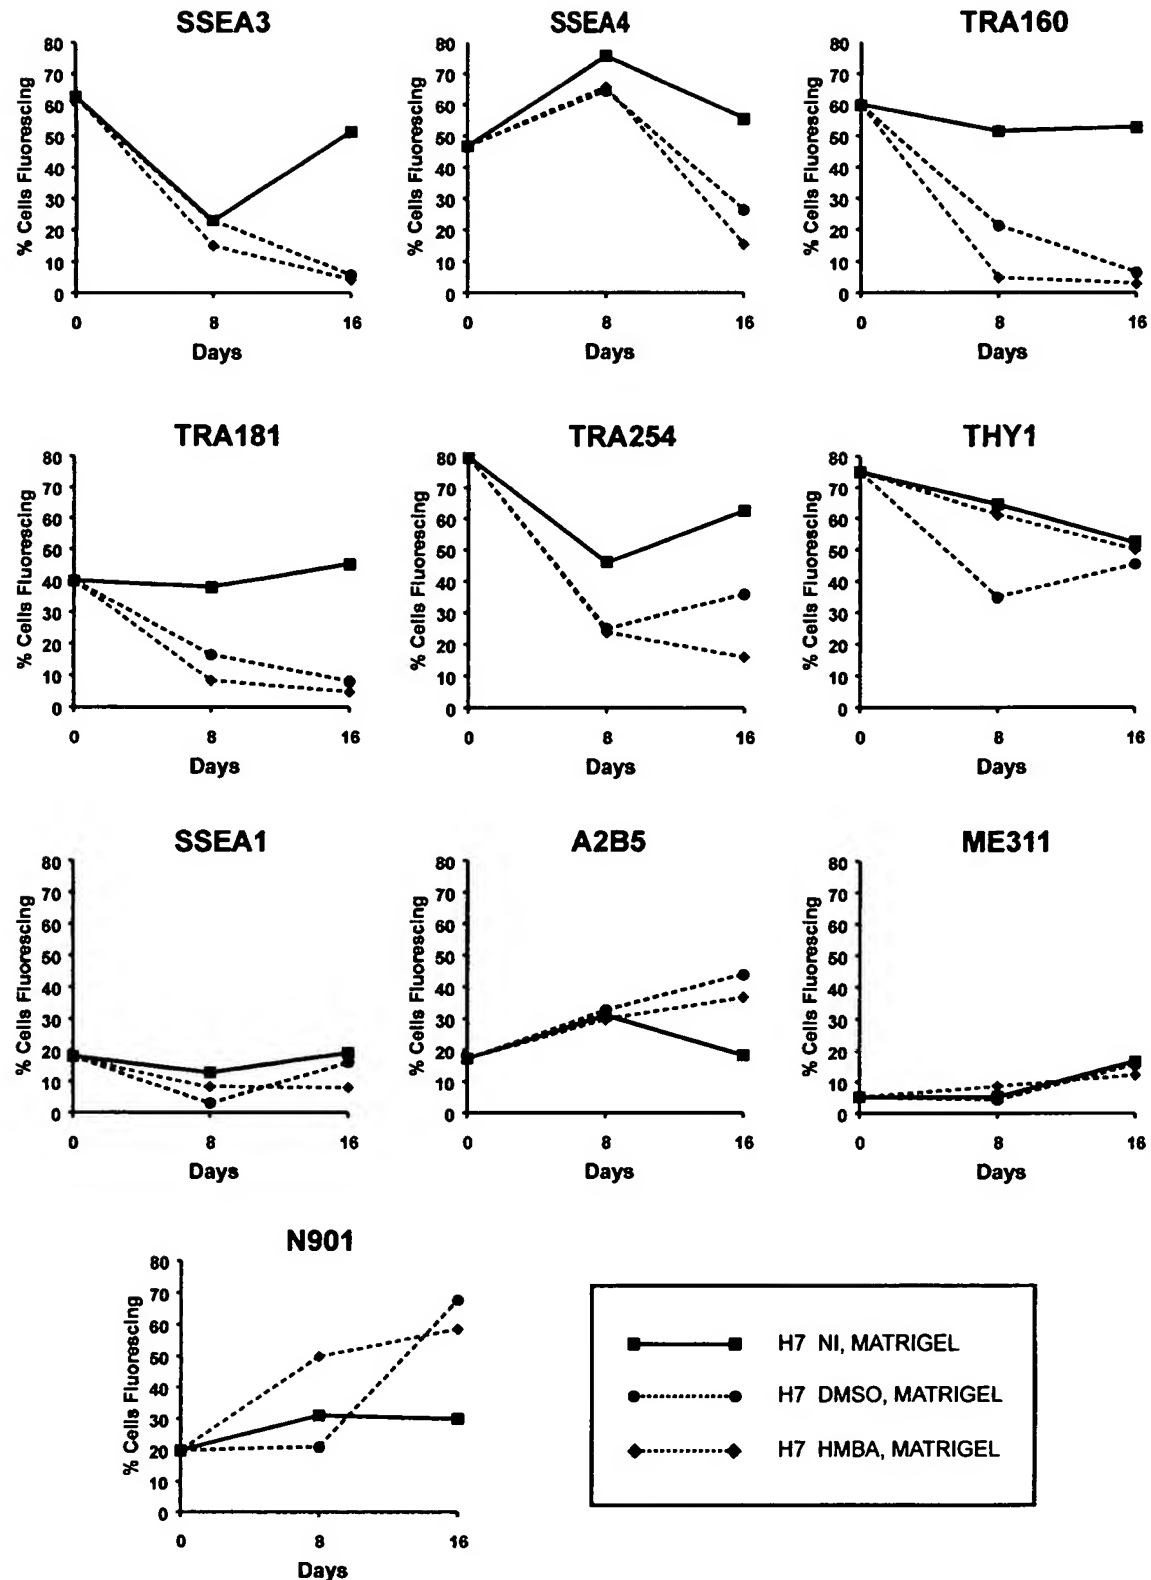 SSEA3
% Cells Fluorescing
80
70
60
50
40
30
20
10
0
0 8 16
Days
SSEA4
% Cells Fluorescing
80
70
60
50
40
30
20
10
0
0 8 16
Days
TRA160
% Cells Fluorescing
80
70
60
50
40
30
20
10
0
0 8 16
Days
TRA181
% Cells Fluorescing
80
70
60
50
40
30
20
10
0
0 8 16
Days
TRA254
% Cells Fluorescing
80
70
60
50
40
30
20
10
0
0 8 16
Days
THY1
% Cells Fluorescing
80
70
60
50
40
30
20
10
0
0 8 16
Days
SSEA1
% Cells Fluorescing
80
70
60
50
40
30
20
10
0
0 8 16
Days
A2B5
% Cells Fluorescing
80
70
60
50
40
30
20
10
0
0 8 16
Days
ME311
% Cells Fluorescing
80
70
60
50
40
30
20
10
0
0 8 16
Days
N901
% Cells Fluorescing
80
70
60
50
40
30
20
10
0
0 8 16
Days
H7 NI, MATRIGEL
H7 DMSO, MATRIGEL
H7 HMBA, MATRIGEL